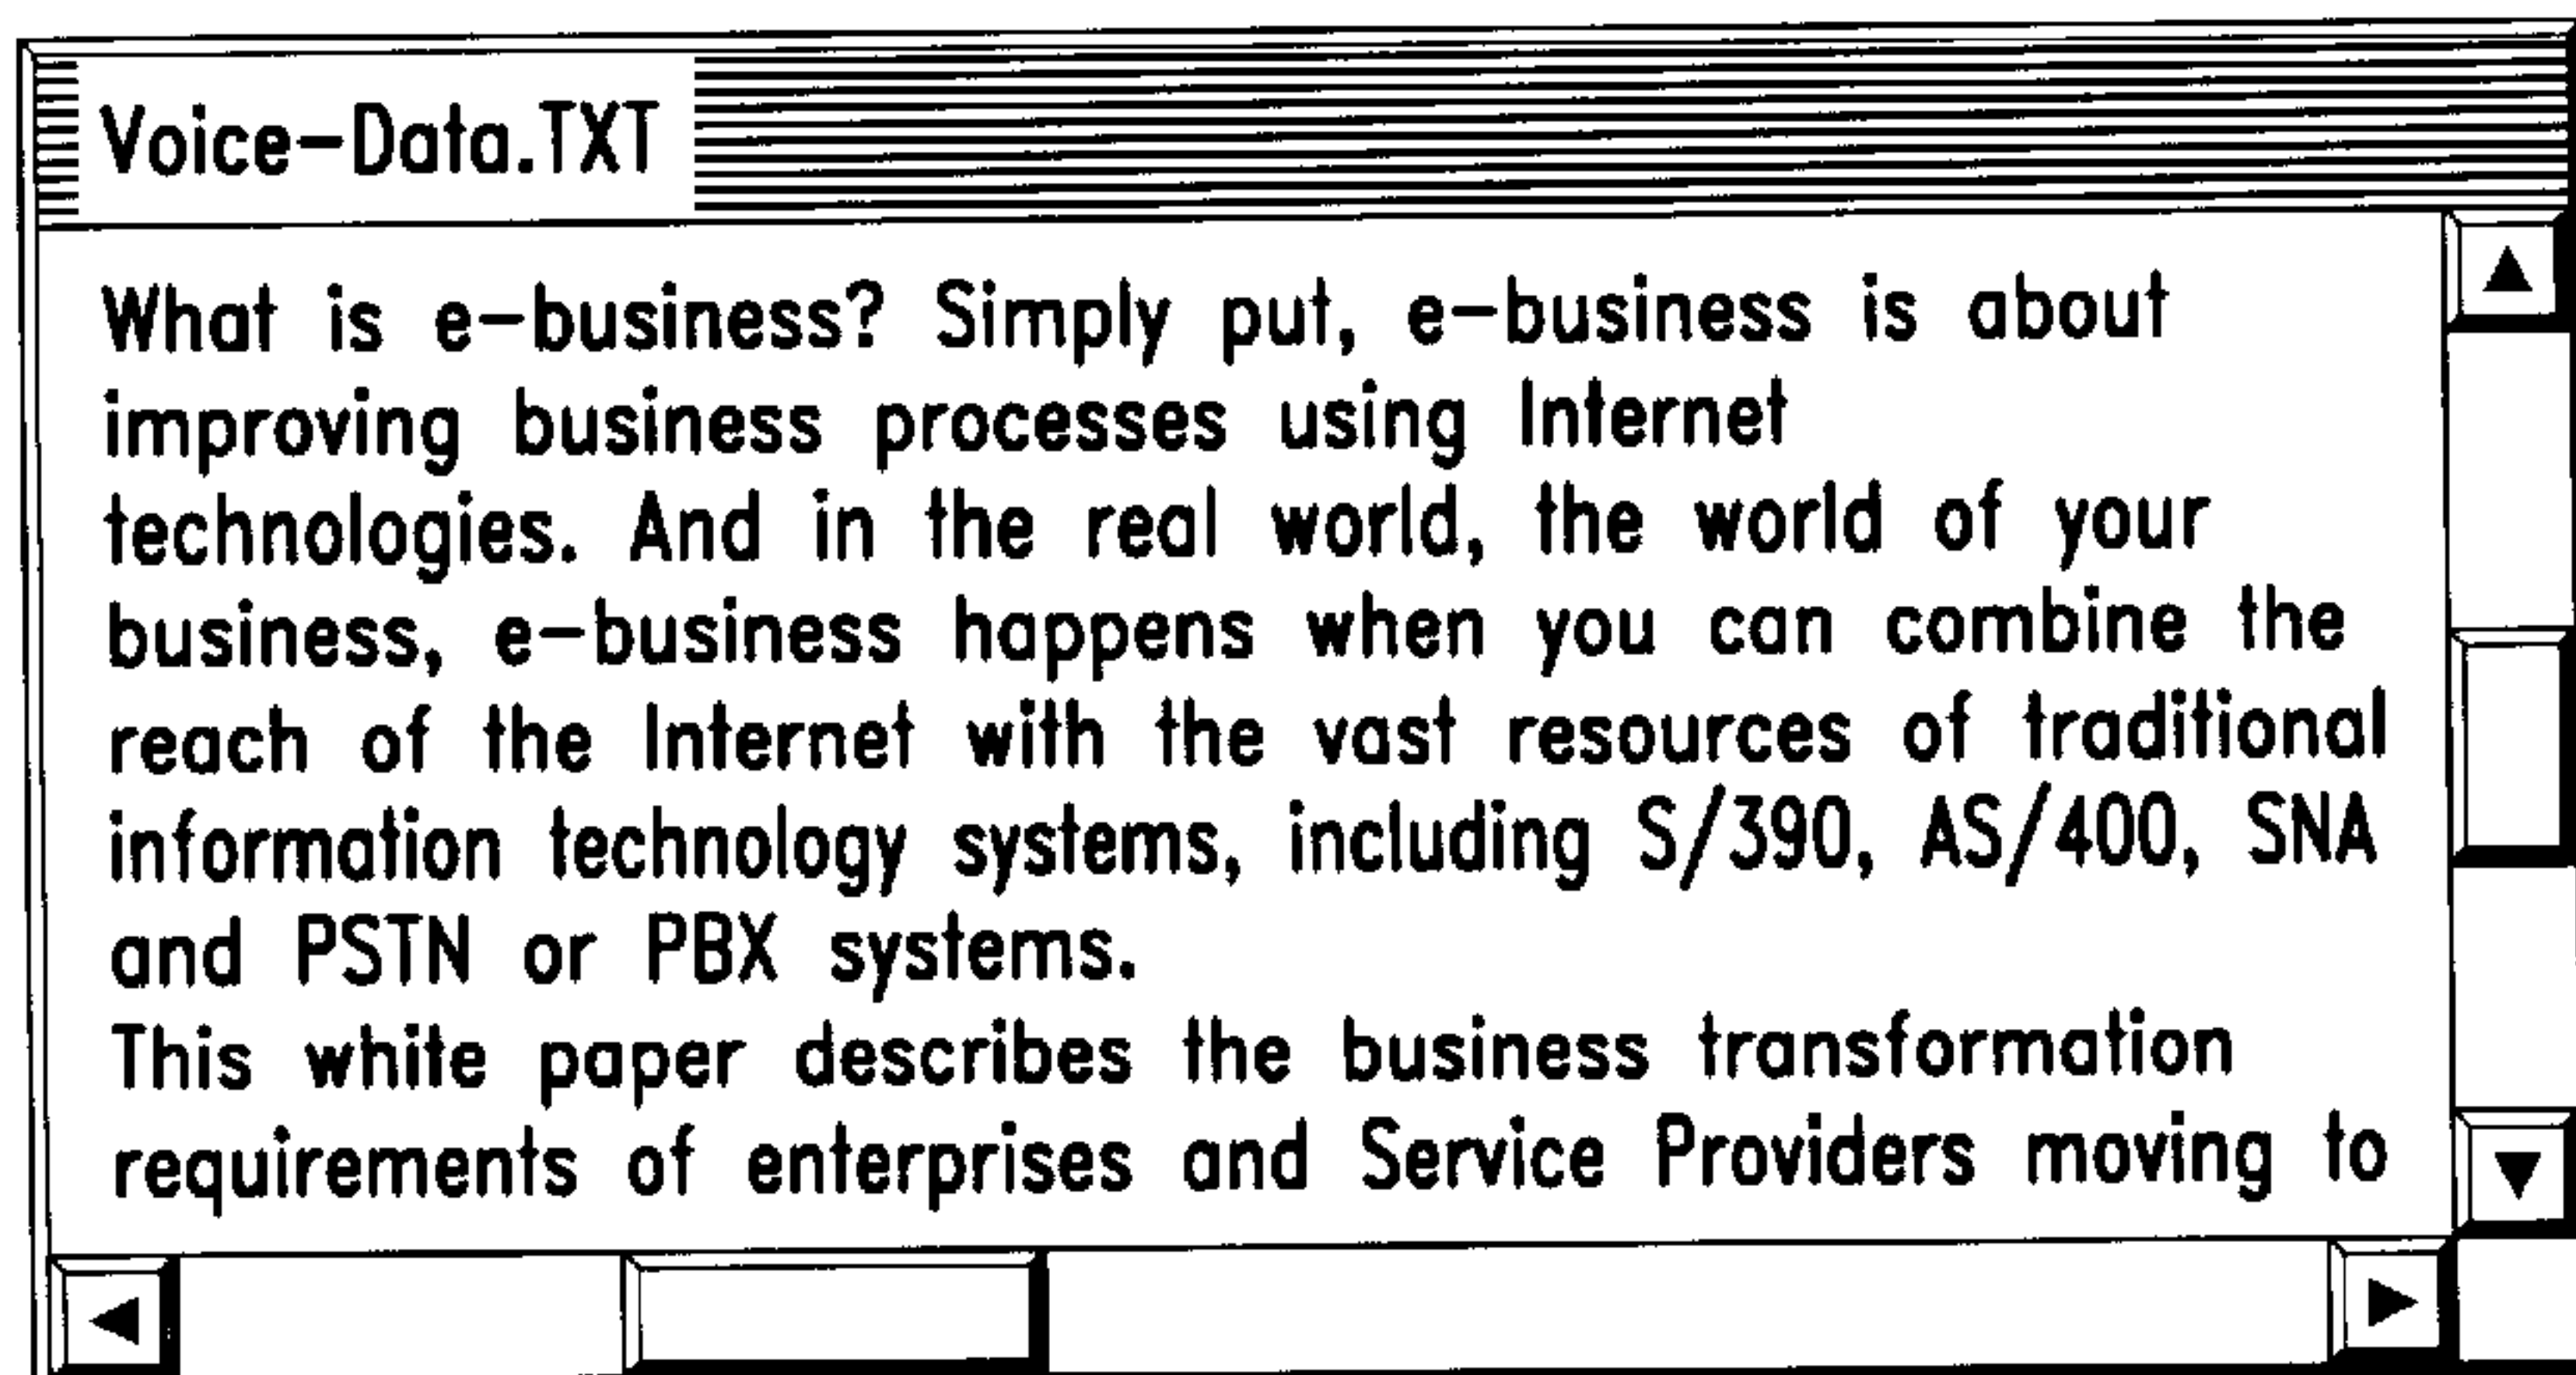 Voice-Data.TXT
What is e-business? Simply put, e-business is about
improving business processes using Internet
technologies. And in the real world, the world of your
business, e-business happens when you can combine the
reach of the Internet with the vast resources of traditional
information technology systems, including S/390, AS/400, SNA
and PSTN or PBX systems.
This white paper describes the business transformation
requirements of enterprises and Service Providers moving to